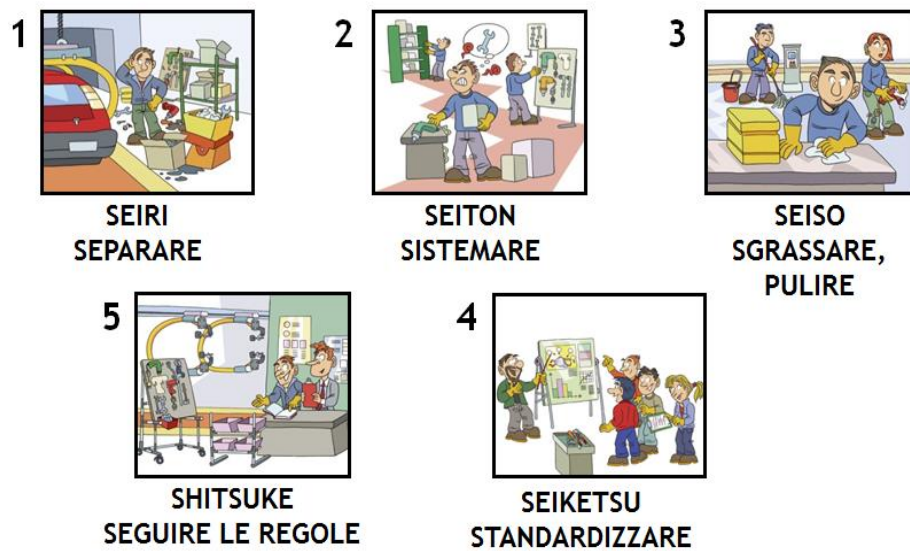 1
SEIRI
SEPARARE
2
SEITON
SISTEMARE
3
SEISO
SGRASSARE,
PULIRE
5
SHITSUKE
SEGUIRE LE REGOLE
4
SEIKETSU
STANDARDIZZARE